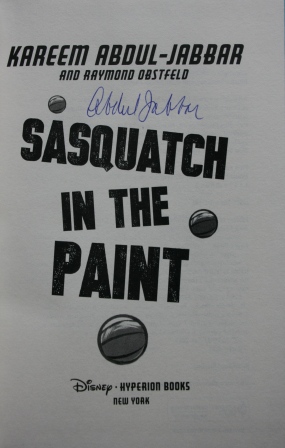 KAREEM ABDUL-JABBAR
AND RAYMOND OBSTFELD
Abdul Jabbar
SASQUATCH
IN THE
PAINT
Disney • HYPERION BOOKS
NEW YORK